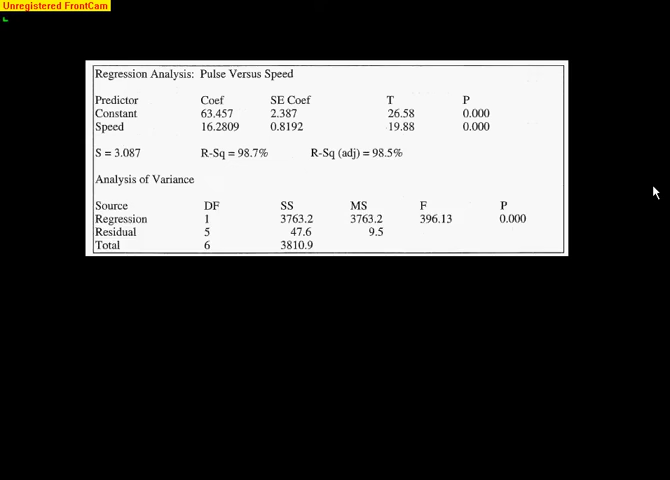 Unregistered FrontCam
Regression Analysis: Pulse Versus Speed
Predictor Coef SE Coef T P
Constant 63.457 2.387 26.58 0.000
Speed 16.2809 0.8192 19.88 0.000
S = 3.087 R-Sq = 98.7% R-Sq (adj) = 98.5%
Analysis of Variance
Source DF SS MS F P
Regression 1 3763.2 3763.2 396.13 0.000
Residual 5 47.6 9.5
Total 6 3810.9